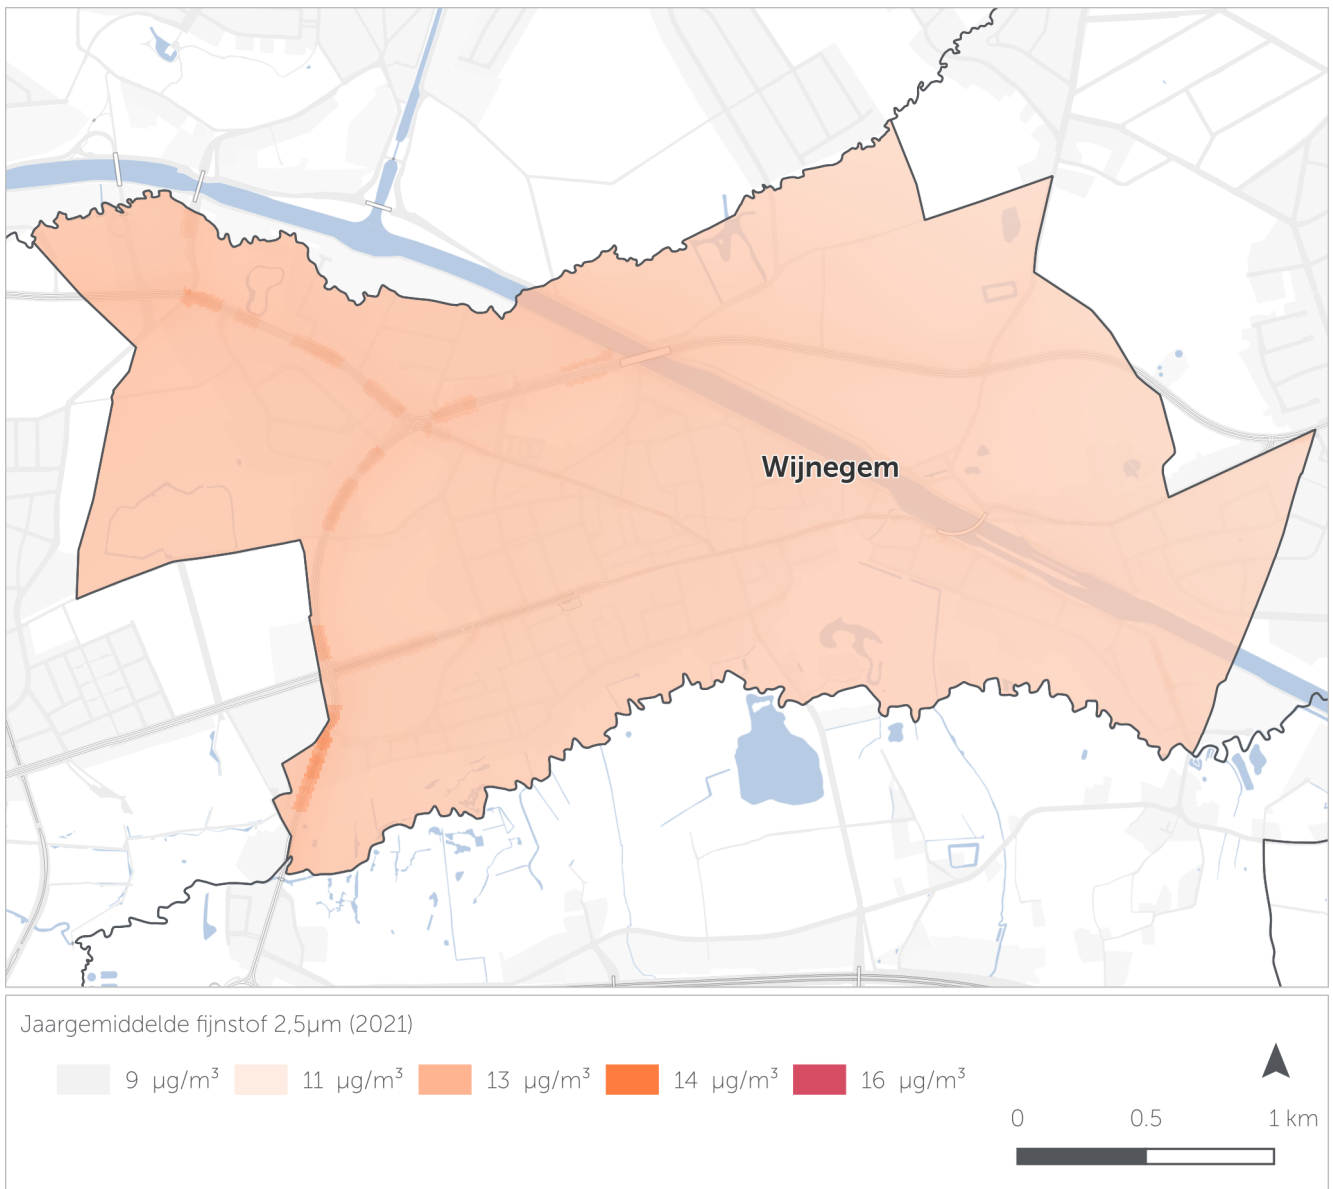 Wijnegem
Jaargemiddelde fijnstof 2,5µm (2021)
9 µg/m³ 11 µg/m³ 13 µg/m³ 14 µg/m³ 16 µg/m³
0 0.5 1 km